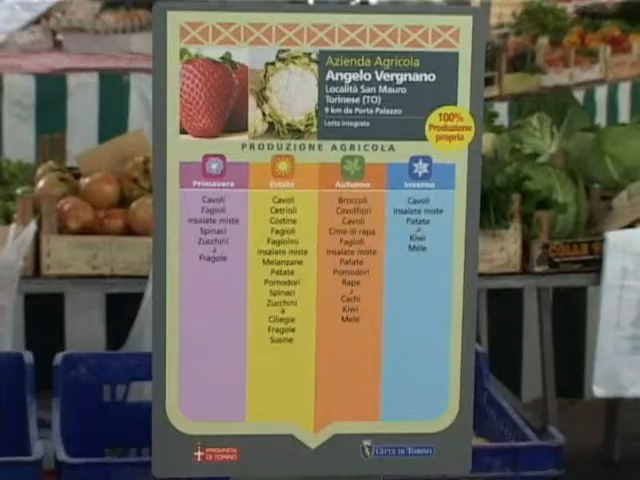 Azienda Agricola
Angelo Vergnano
Località San Mauro
Torinese (TO)
9 km da Porta Palazzo
Lotta integrata
100%
Produzione
propria
PRODUZIONE AGRICOLA
Primavera
Cavoli
Fagioli
Insalate miste
Spinaci
Zucchini
Fragole
Estate
Cavoli
Cetrioli
Costine
Fagioli
Fagiolini
Insalate miste
Melanzane
Patate
Pomodori
Spinaci
Zucchini
Ciliegie
Fragole
Susine
Autunno
Broccoli
Cavolfiori
Cavoli
Cime di rapa
Fagioli
Insalate miste
Patate
Pomodori
Rape
Cachi
Kiwi
Mele
Inverno
Cavoli
Insalate miste
Patate
Kiwi
Mele
PROVINCIA
DI TORINO
CITTÀ DI TORINO